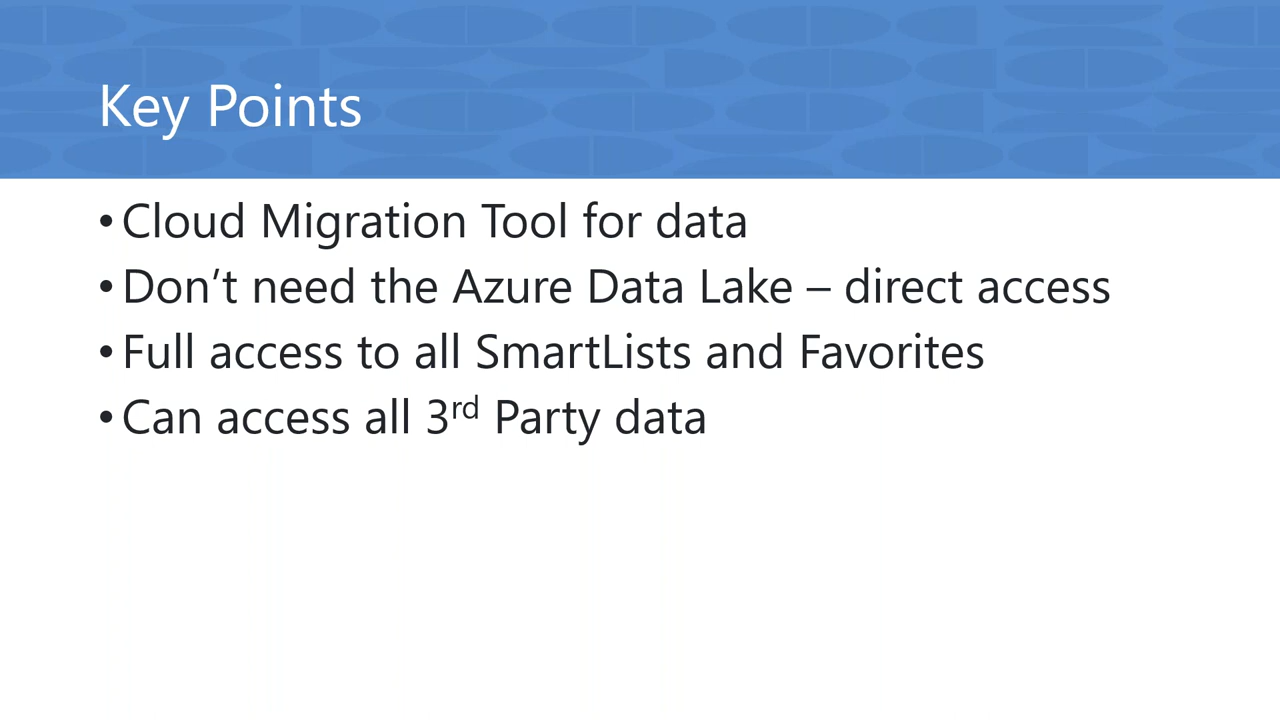 Key Points
•Cloud Migration Tool for data
•Don’t need the Azure Data Lake – direct access
•Full access to all SmartLists and Favorites
•Can access all 3rd Party data